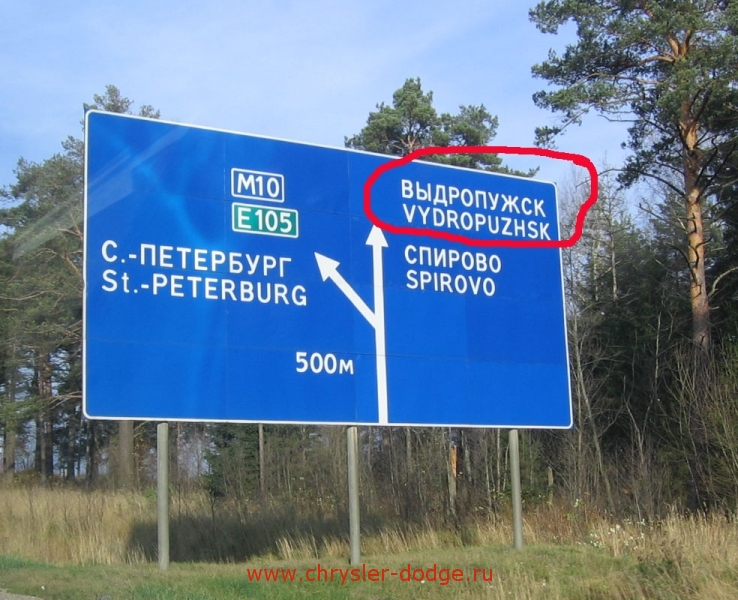 M10
E105
С.-ПЕТЕРБУРГ
St.-PETERBURG
500м
ВЫДРОПУЖСК
VYDROPUZHSK
СПИРОВО
SPIROVO
www.chrysler-dodge.ru